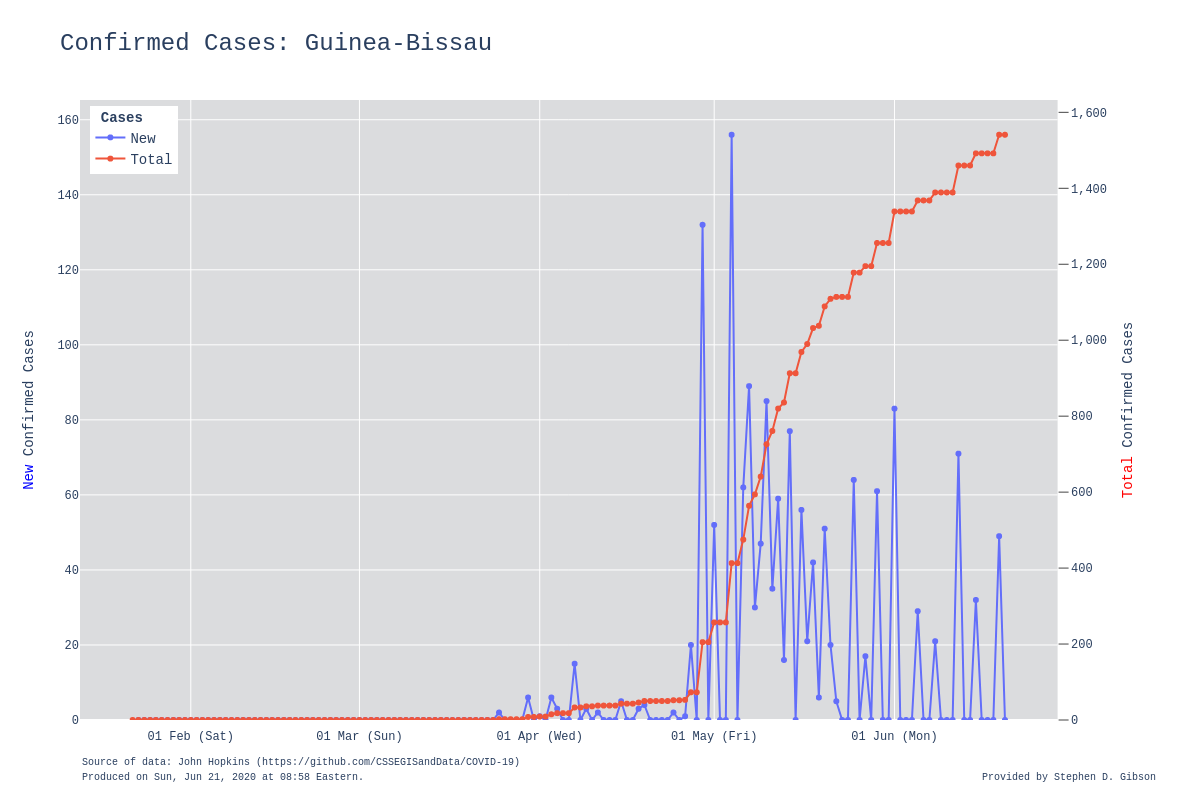 Confirmed Cases: Guinea-Bissau
Cases
New
Total
160
140
120
100
80
60
40
20
0
1,600
1,400
1,200
1,000
800
600
400
200
0
New Confirmed Cases
Total Confirmed Cases
01 Feb (Sat)
01 Mar (Sun)
01 Apr (Wed)
01 May (Fri)
01 Jun (Mon)
Source of data: John Hopkins (https://github.com/CSSEGISandData/COVID-19)
Produced on Sun, Jun 21, 2020 at 08:58 Eastern.
Provided by Stephen D. Gibson